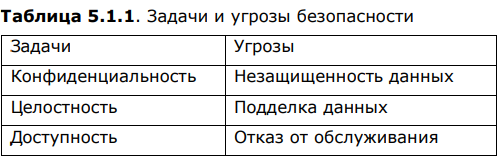 Таблица 5.1.1. Задачи и угрозы безопасности
Задачи Угрозы
Конфиденциальность Незащищенность данных
Целостность Подделка данных
Доступность Отказ от обслуживания